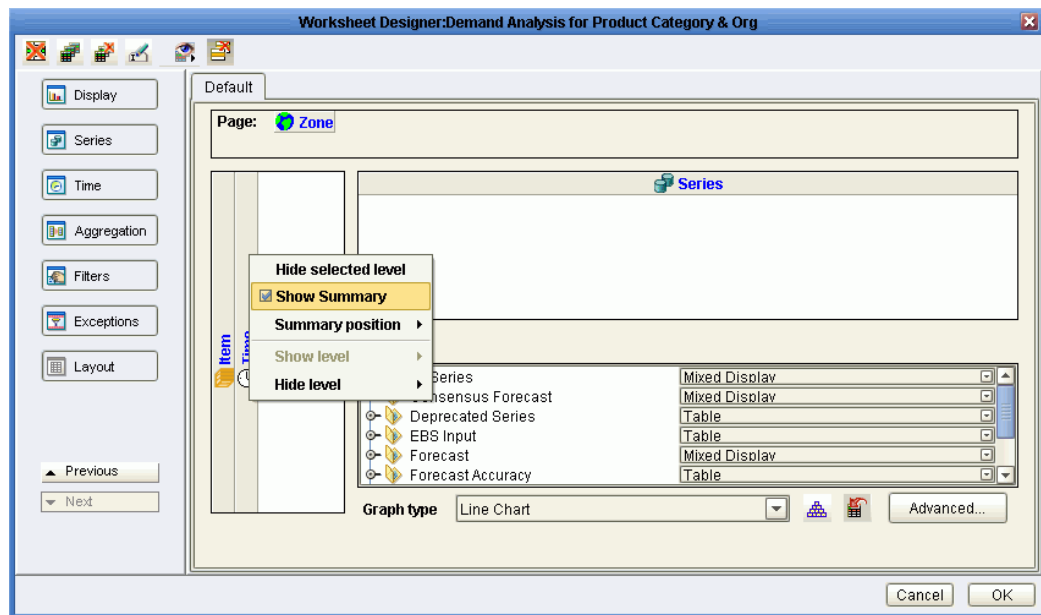 Worksheet Designer:Demand Analysis for Product Category & Org
Display
Series
Time
Aggregation
Filters
Exceptions
Layout
Previous
Next
Default
Page: Zone
Item
Time
Series
Hide selected level
Show Summary
Summary position
Show level
Hide level
Series Mixed Display
Consensus Forecast Mixed Display
Deprecated Series Table
EBS Input Table
Forecast Mixed Display
Forecast Accuracy Table
Graph type Line Chart Advanced...
Cancel OK